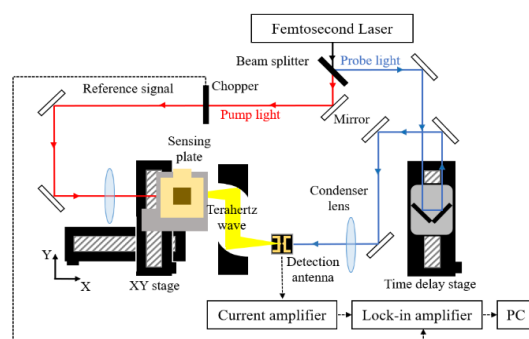 Femtosecond Laser
Beam splitter
Probe light
Chopper
Reference signal
Pump light
Mirror
Sensing
plate
Condenser
lens
Terahertz
wave
Detection
antenna
Y
X
XY stage
Time delay stage
Current amplifier
Lock-in amplifier
PC